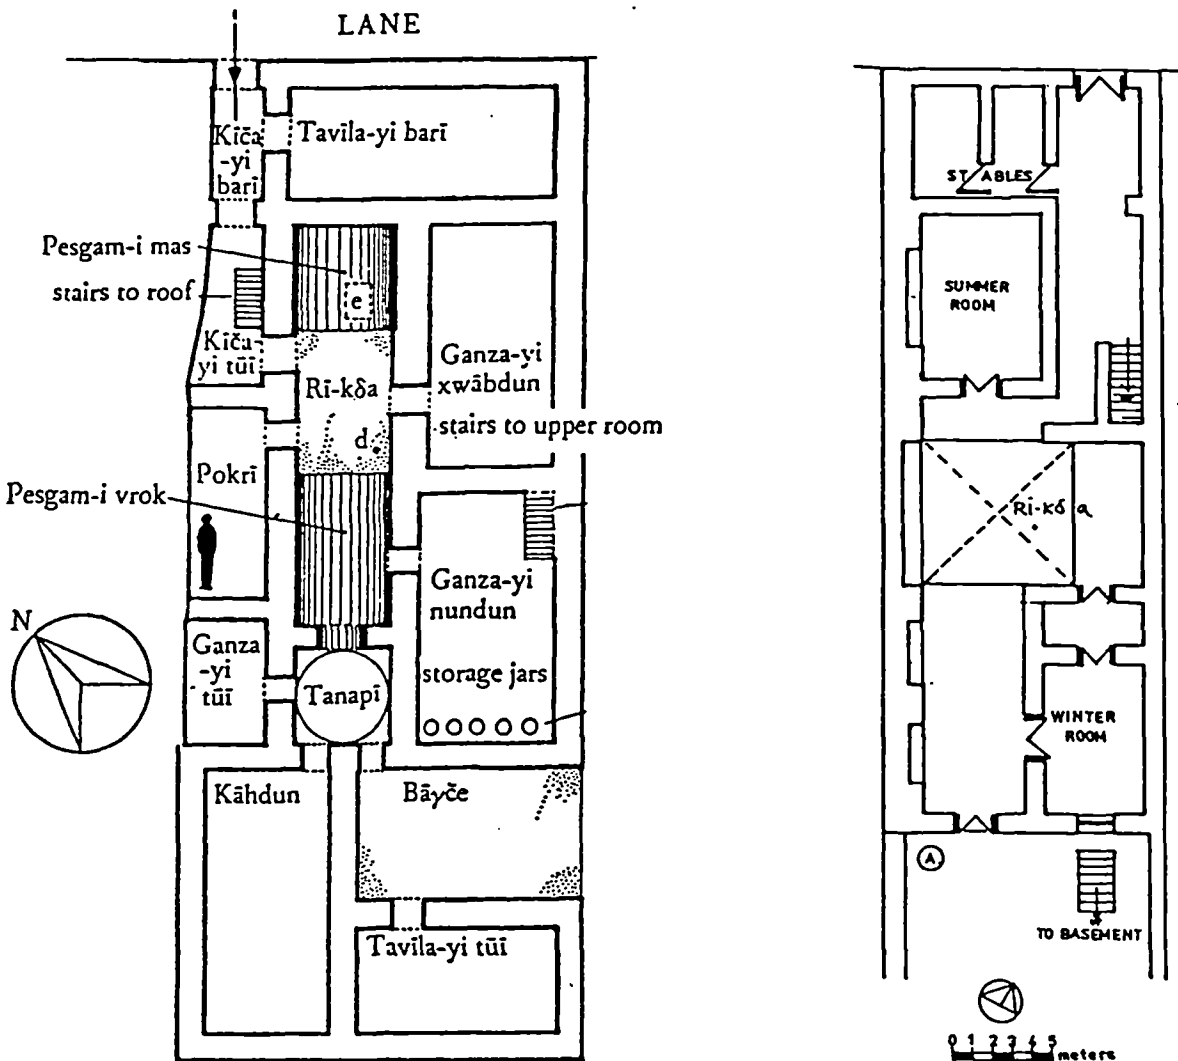 LANE
Kīča
-yi
barī
Tavīla-yi barī
Pesgam-i mas
stairs to roof
e
Kīča-
yi tūī
Rī-kδa
Ganza-yi
xwābdun
stairs to upper room
d
Pokrī
Pesgam-i vrok
Ganza-yi
nundun
N
Ganza
-yi
tūī
Tanapī
storage jars
Kāhdun
Bāγče
Tavīla-yi tūī
STABLES
SUMMER
ROOM
Rī-kδa
WINTER
ROOM
A
TO BASEMENT
0 1 2 3 4 5
meters